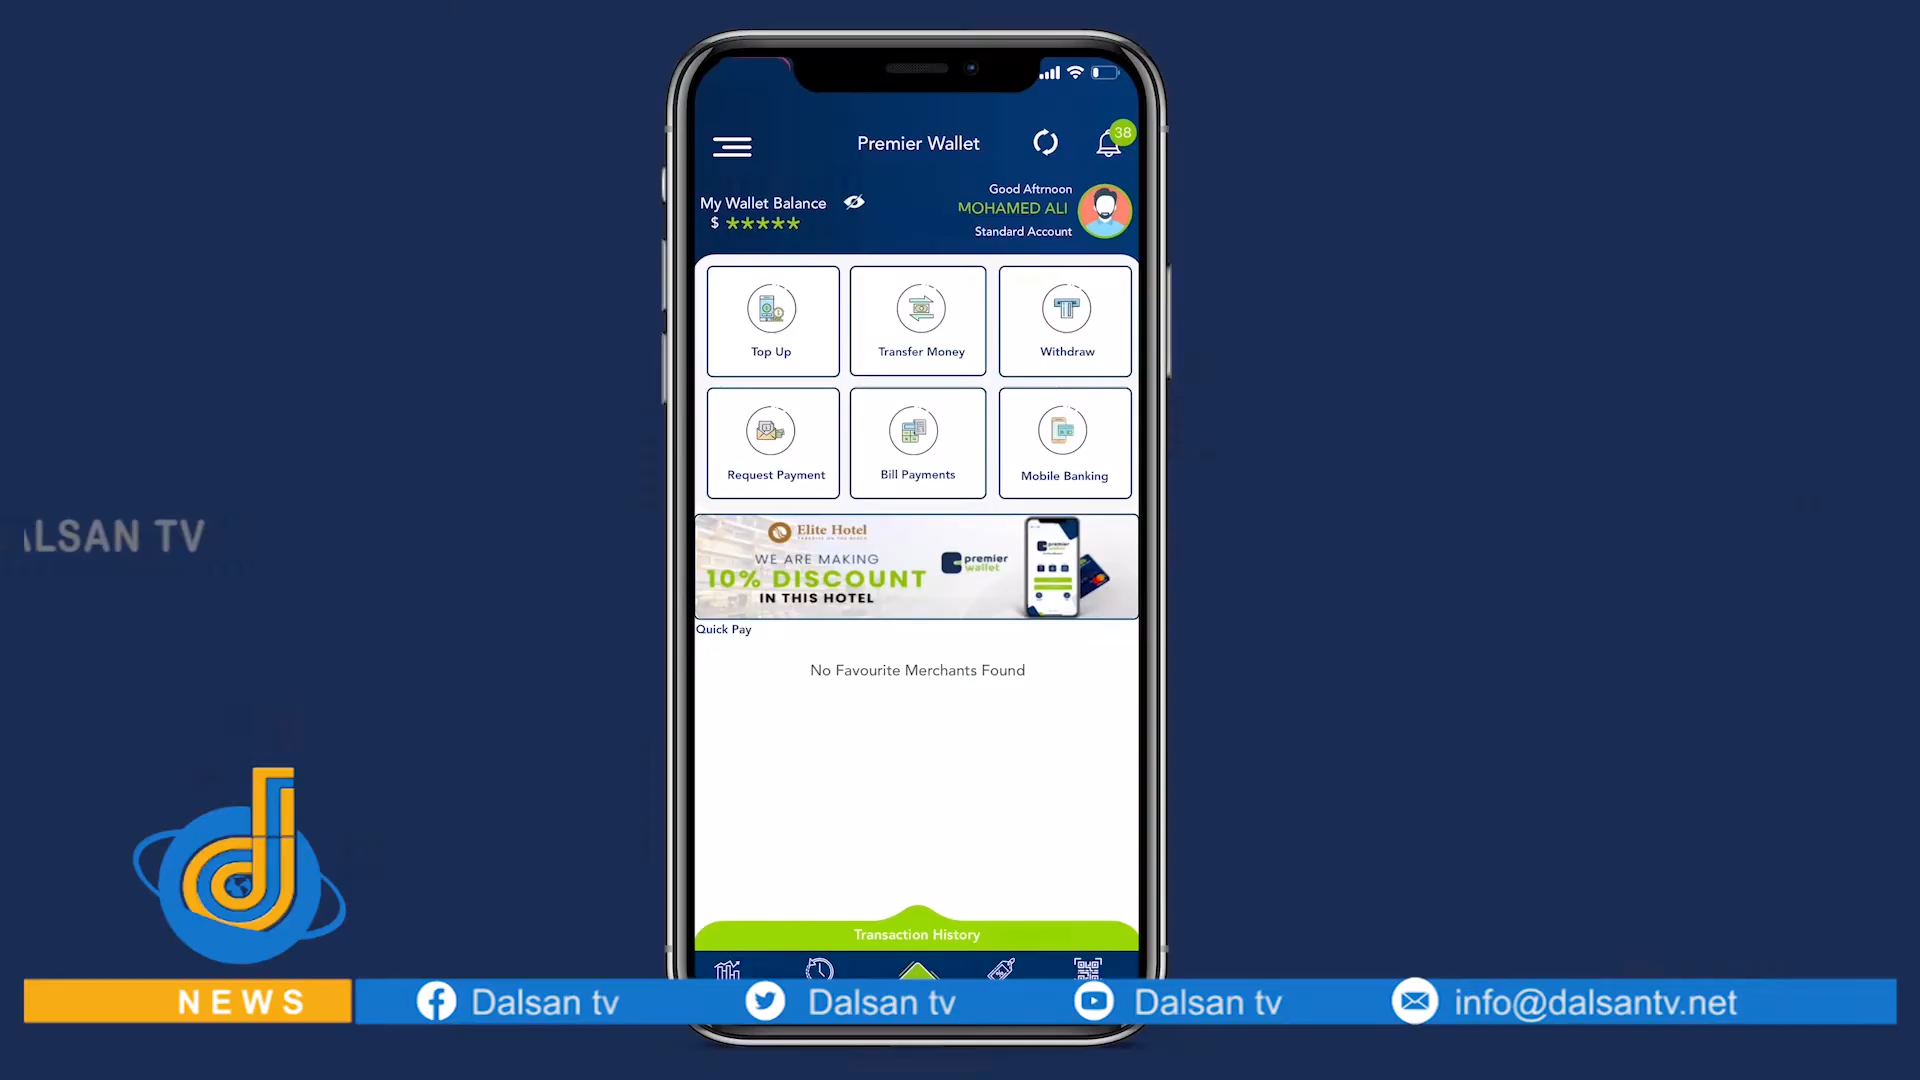 Premier Wallet
38
My Wallet Balance
$ *****
Good Aftrnoon
MOHAMED ALI
Standard Account
Top Up
Transfer Money
Withdraw
Request Payment
Bill Payments
Mobile Banking
ALSAN TV
Elite Hotel
WE ARE MAKING
10% DISCOUNT
IN THIS HOTEL
premier
wallet
Quick Pay
No Favourite Merchants Found
Transaction History
NEWS
Dalsan tv
Dalsan tv
Dalsan tv
info@dalsantv.net